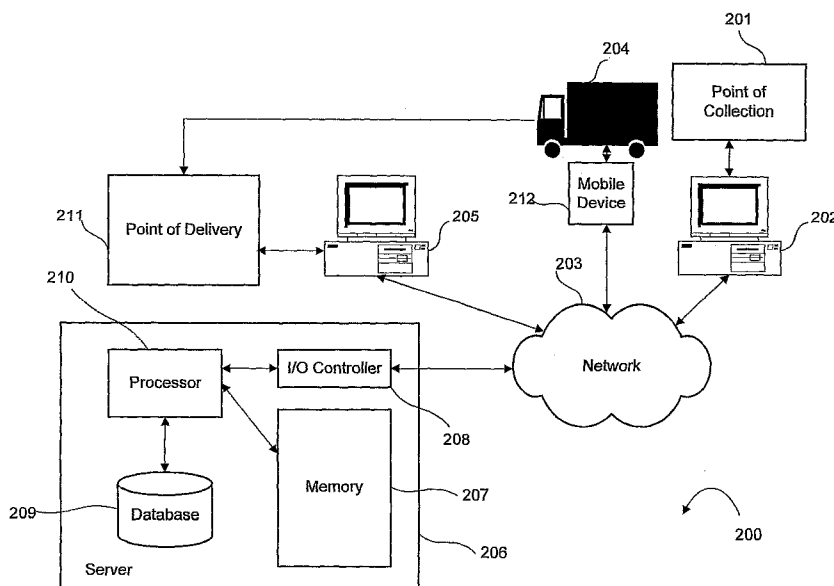 201
204
Point of
Collection
212
Mobile
Device
211
Point of Delivery
205
202
210
203
Processor
I/O Controller
Network
208
Memory
207
209
Database
206
200
Server